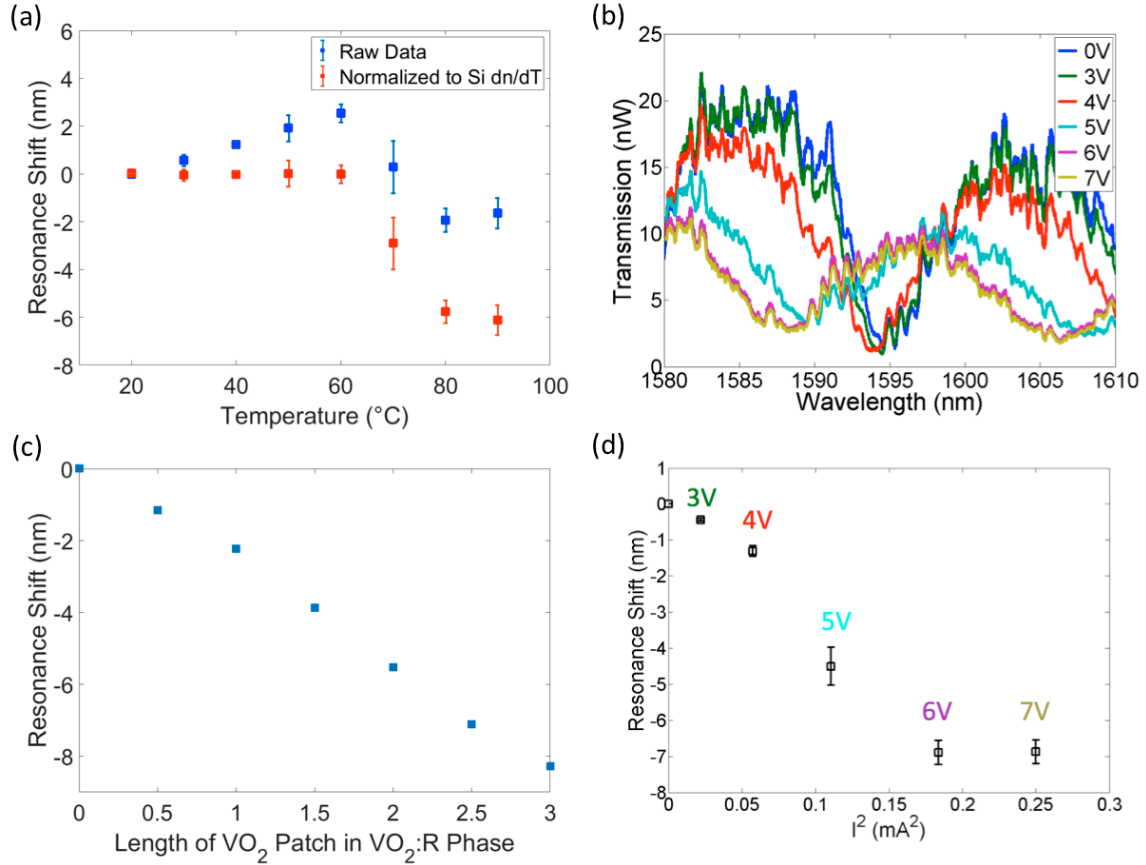 (a)
6
4
2
0
-2
-4
-6
-8
Resonance Shift (nm)
Raw Data
Normalized to Si dn/dT
20
40
60
80
100
Temperature (°C)
(b)
25
20
15
10
5
0
Transmission (nW)
0V
3V
4V
5V
6V
7V
1580
1585
1590
1595
1600
1605
1610
Wavelength (nm)
(c)
0
-2
-4
-6
-8
Resonance Shift (nm)
0
0.5
1
1.5
2
2.5
3
Length of VO₂ Patch in VO₂:R Phase
(d)
1
0
-1
-2
-3
-4
-5
-6
-7
-8
Resonance Shift (nm)
3V
4V
5V
6V
7V
0
0.05
0.1
0.15
0.2
0.25
0.3
I² (mA²)